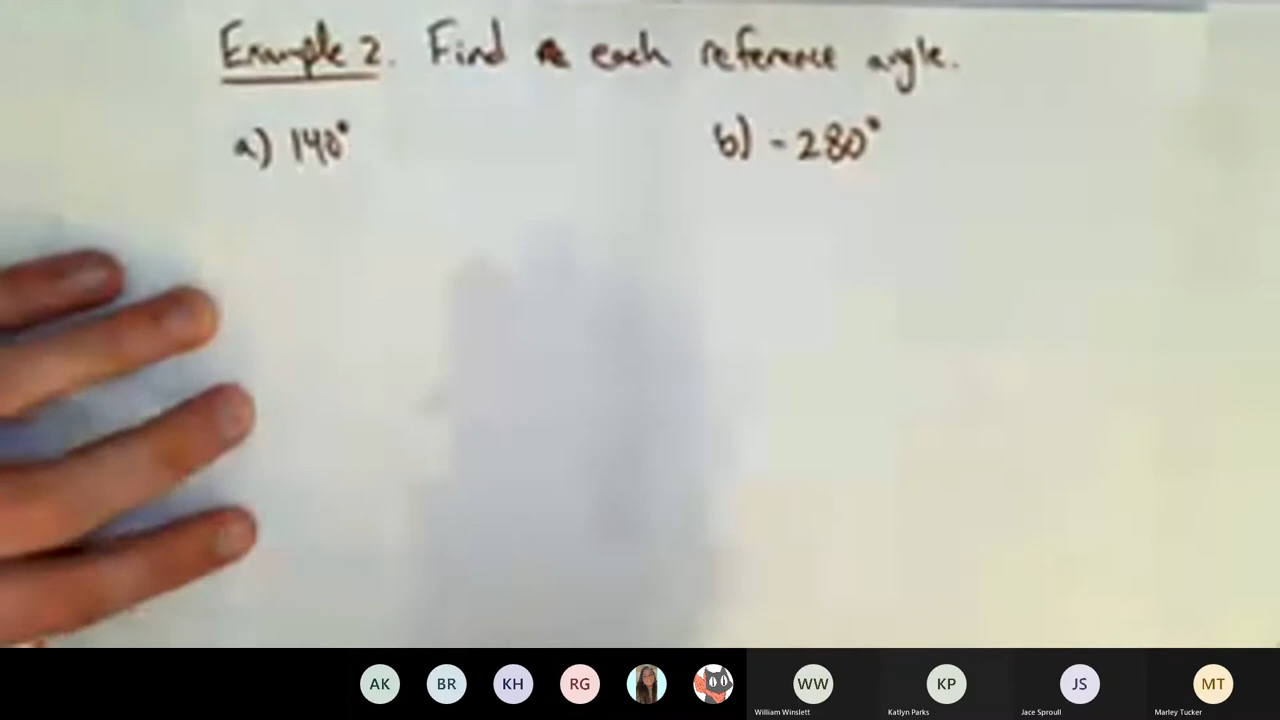 Example 2. Find each reference angle.
a) 140° b) -280°
AK BR KH RG WW KP JS MT
William Winslett Katlyn Parks Jace Sproull Marley Tucker